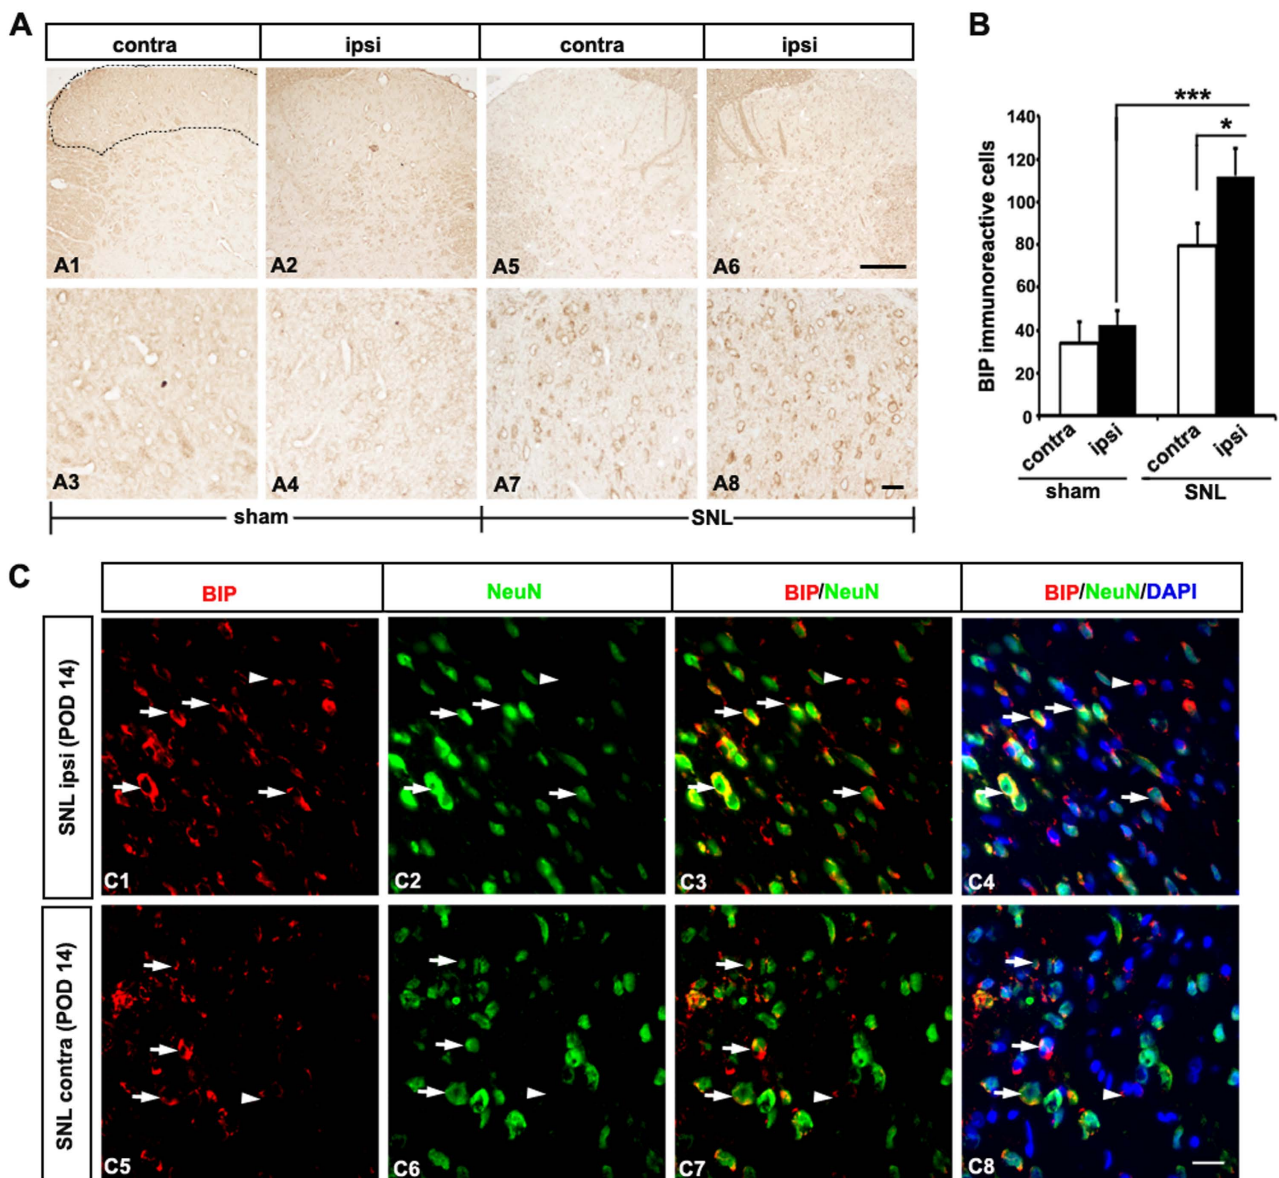 A
contra ipsi contra ipsi
A1 A2 A5 A6
A3 A4 A7 A8
sham SNL
B
***
*
BIP immunoreactive cells
140
120
100
80
60
40
20
0
contra ipsi contra ipsi
sham SNL
C
BIP NeuN BIP/NeuN BIP/NeuN/DAPI
SNL ipsi (POD 14)
C1 C2 C3 C4
SNL contra (POD 14)
C5 C6 C7 C8